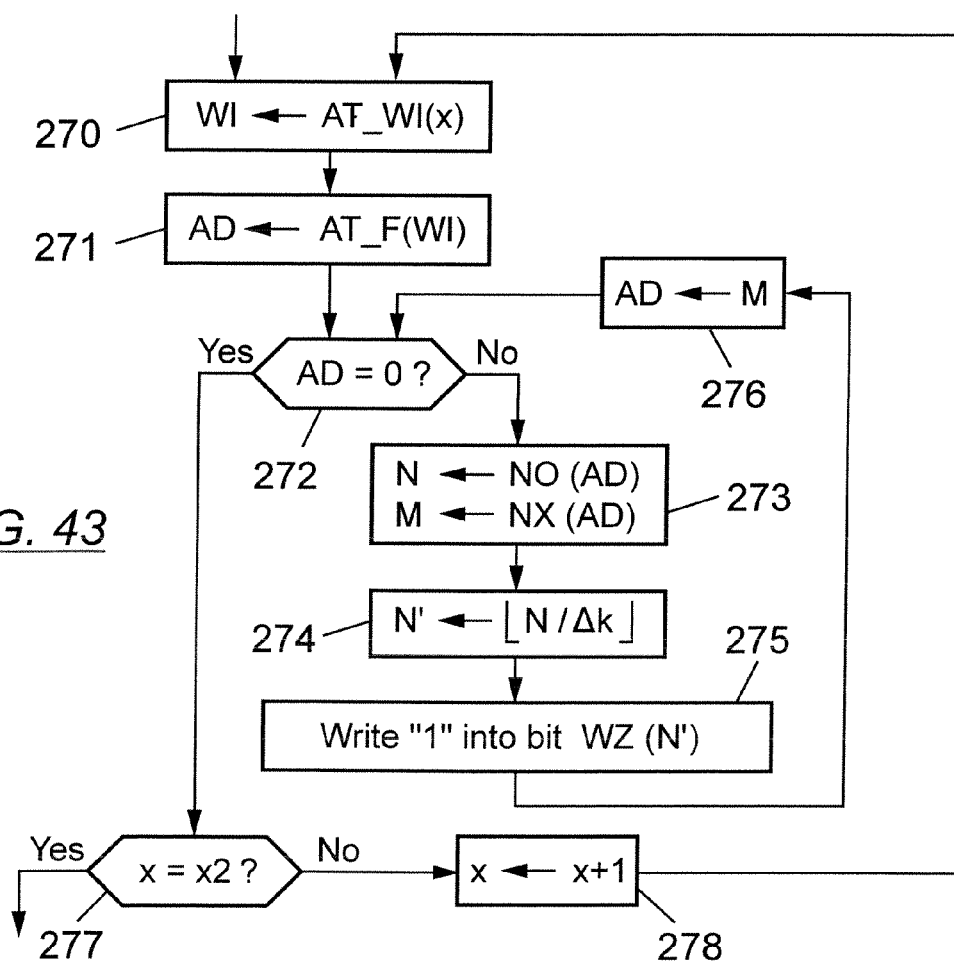 WI ← AT_WI(x)
270
AD ← AT_F(WI)
271
AD ← M
276
Yes
AD = 0 ?
No
272
N ← NO (AD)
M ← NX (AD)
273
G. 43
N' ← ⌊ N / Δk ⌋
274
275
Write "1" into bit WZ (N')
Yes
x = x2 ?
No
x ← x+1
277
278